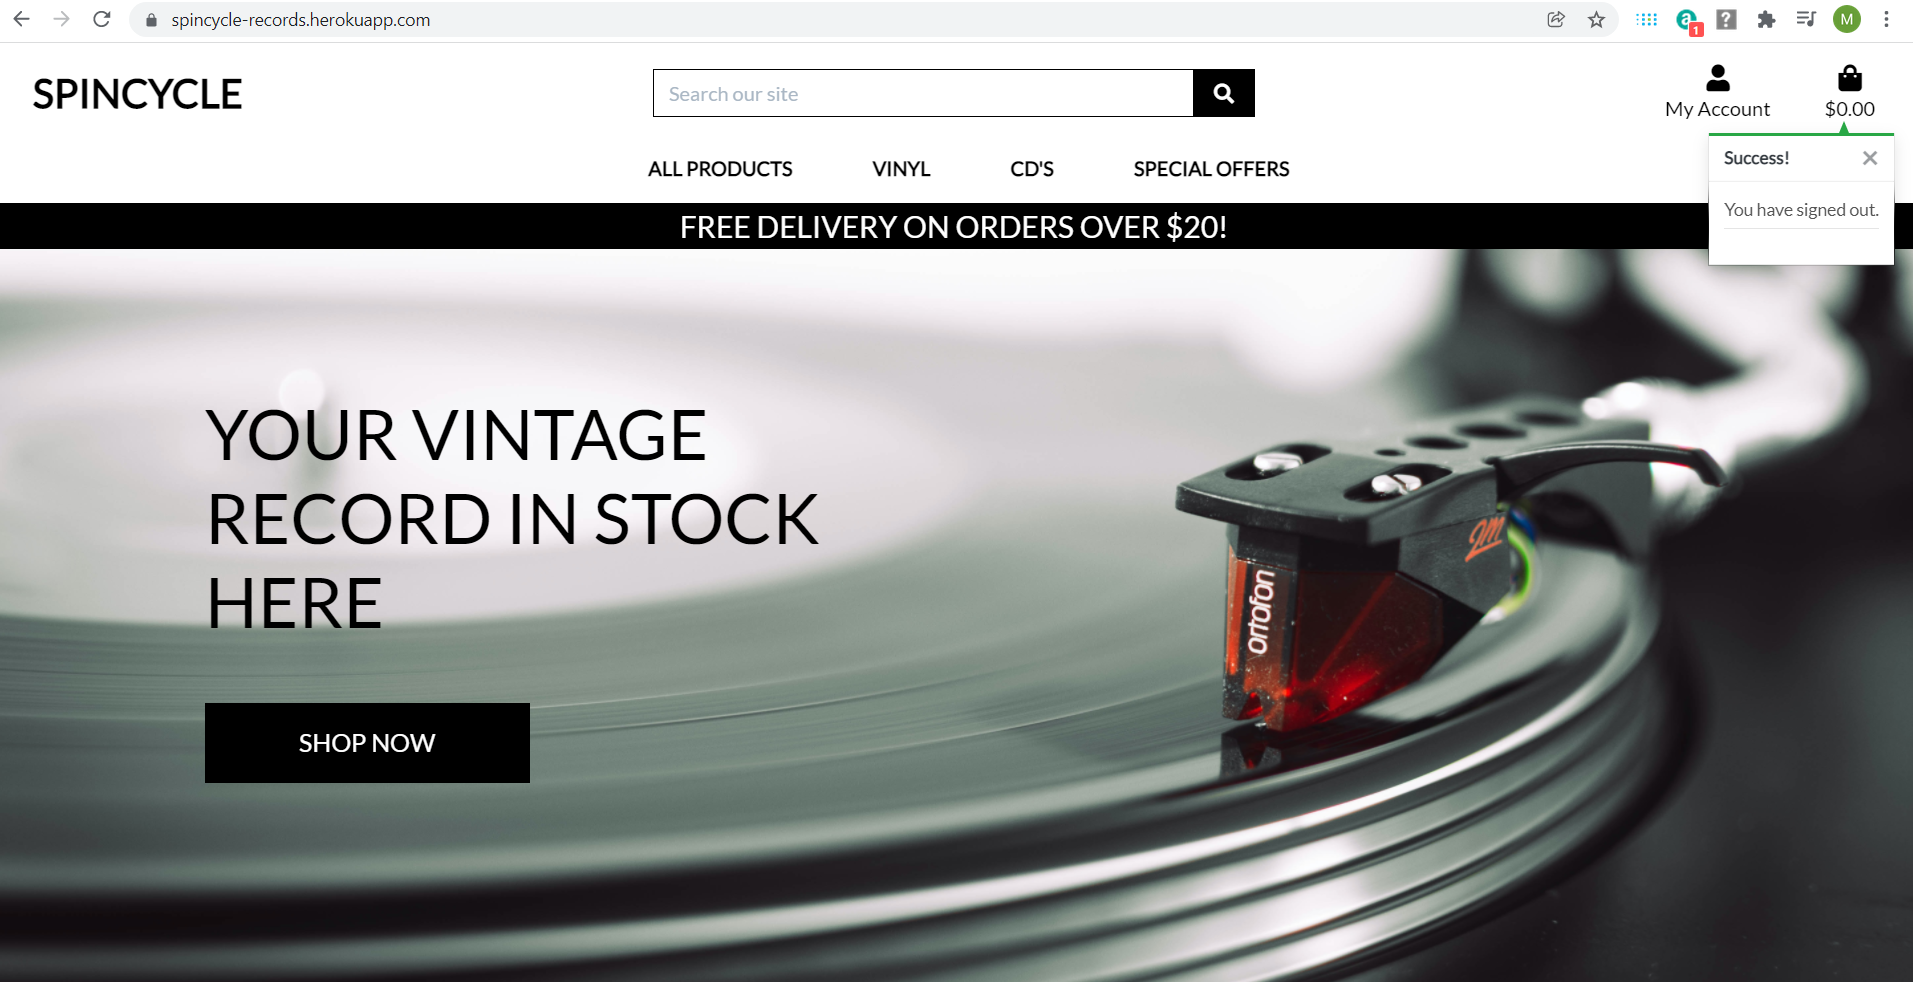 spincycle-records.herokuapp.com
1
M
SPINCYCLE
Search our site
My Account
$0.00
ALL PRODUCTS
VINYL
CD'S
SPECIAL OFFERS
Success!
You have signed out.
FREE DELIVERY ON ORDERS OVER $20!
YOUR VINTAGE
RECORD IN STOCK
HERE
SHOP NOW
2M
ortofon